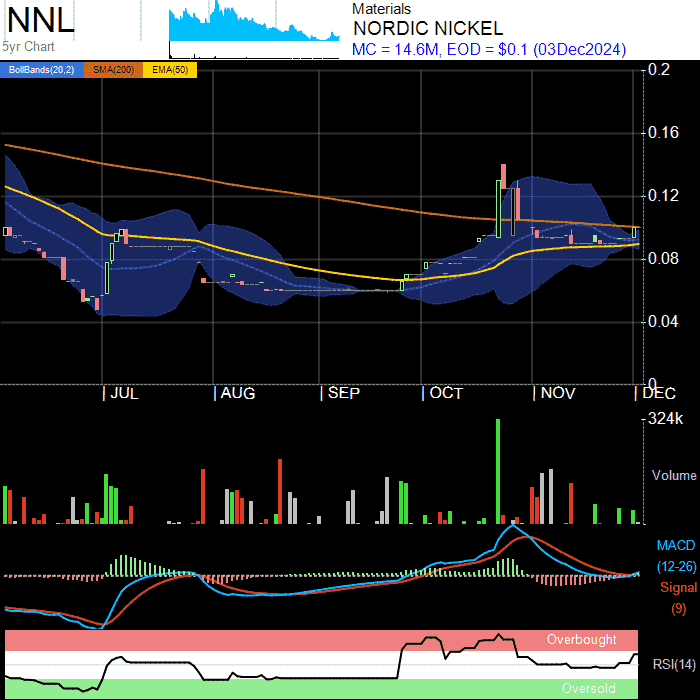 NNL
5yr Chart
Materials
NORDIC NICKEL
MC = 14.6M, EOD = $0.1 (03Dec2024)
BollBands(20,2) SMA(200) EMA(50)
0.2
0.16
0.12
0.08
0.04
0
JUL AUG SEP OCT NOV DEC
324k
Volume
MACD
(12-26)
Signal
(9)
Overbought
RSI(14)
Oversold